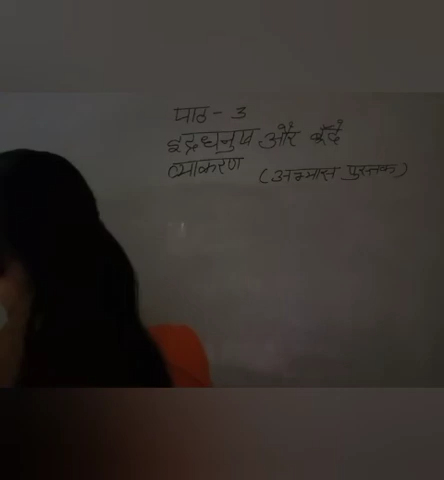 पाठ - 3
इंद्रधनुष और बूँदें
व्याकरण (अभ्यास पुस्तक)